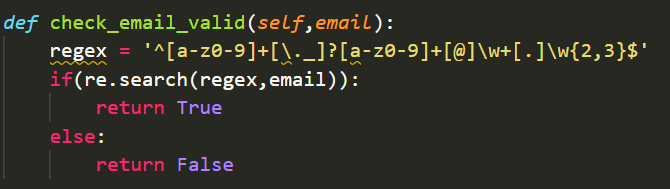 def check_email_valid(self,email):
    regex = '^[a-z0-9]+[\._]?[a-z0-9]+[@]\w+[.]\w{2,3}$'
    if(re.search(regex,email)):
        return True
    else:
        return False